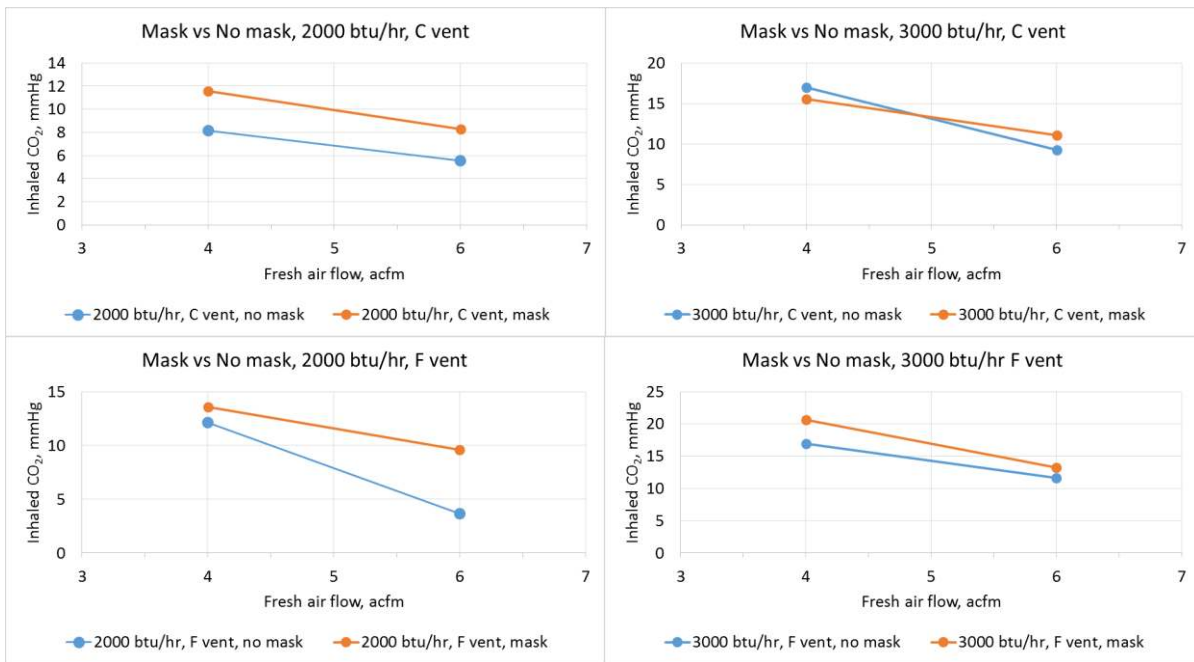 Mask vs No mask, 2000 btu/hr, C vent
Inhaled CO₂, mmHg
14
12
10
8
6
4
2
0
3 4 5 6 7
Fresh air flow, acfm
2000 btu/hr, C vent, no mask 2000 btu/hr, C vent, mask
Mask vs No mask, 3000 btu/hr, C vent
Inhaled CO₂, mmHg
20
15
10
5
0
3 4 5 6 7
Fresh air flow, acfm
3000 btu/hr, C vent, no mask 3000 btu/hr, C vent, mask
Mask vs No mask, 2000 btu/hr, F vent
Inhaled CO₂, mmHg
15
10
5
0
3 4 5 6 7
Fresh air flow, acfm
2000 btu/hr, F vent, no mask 2000 btu/hr, F vent, mask
Mask vs No mask, 3000 btu/hr F vent
Inhaled CO₂, mmHg
25
20
15
10
5
0
3 4 5 6 7
Fresh air flow, acfm
3000 btu/hr, F vent, no mask 3000 btu/hr, F vent, mask